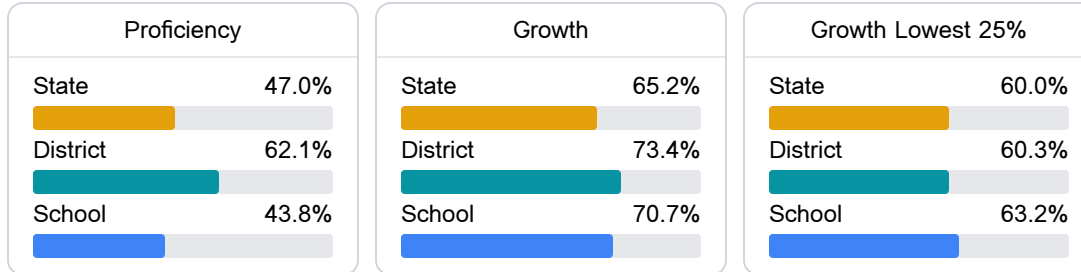 Proficiency
State 47.0%
District 62.1%
School 43.8%
Growth
State 65.2%
District 73.4%
School 70.7%
Growth Lowest 25%
State 60.0%
District 60.3%
School 63.2%